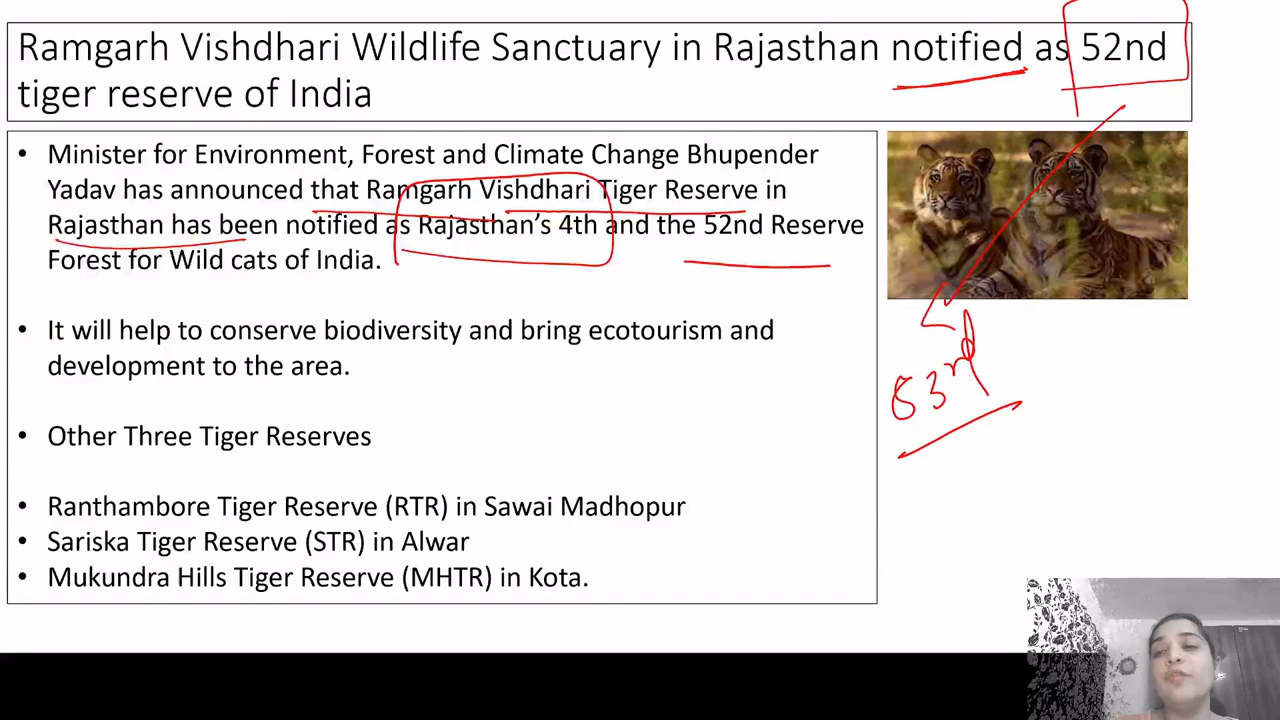 Ramgarh Vishdhari Wildlife Sanctuary in Rajasthan notified as 52nd
tiger reserve of India
• Minister for Environment, Forest and Climate Change Bhupender
Yadav has announced that Ramgarh Vishdhari Tiger Reserve in
Rajasthan has been notified as Rajasthan's 4th and the 52nd Reserve
Forest for Wild cats of India.
• It will help to conserve biodiversity and bring ecotourism and
development to the area.
• Other Three Tiger Reserves
• Ranthambore Tiger Reserve (RTR) in Sawai Madhopur
• Sariska Tiger Reserve (STR) in Alwar
• Mukundra Hills Tiger Reserve (MHTR) in Kota.
53rd